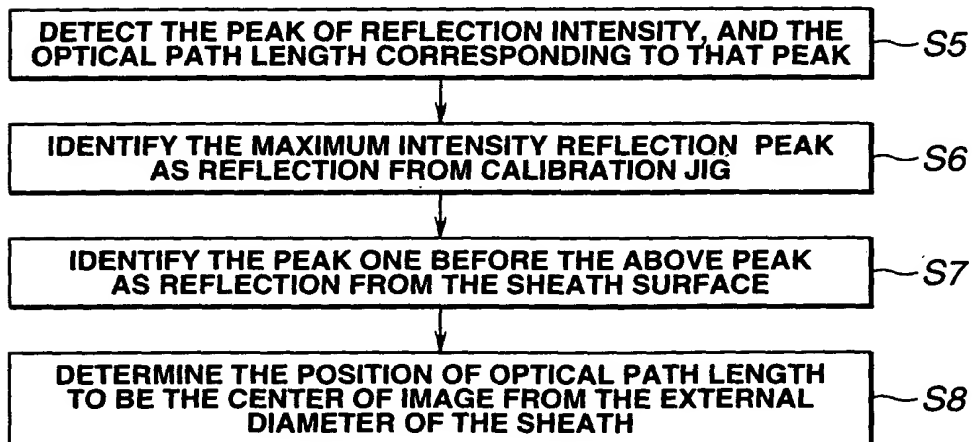 DETECT THE PEAK OF REFLECTION INTENSITY, AND THE
OPTICAL PATH LENGTH CORRESPONDING TO THAT PEAK
S5
IDENTIFY THE MAXIMUM INTENSITY REFLECTION PEAK
AS REFLECTION FROM CALIBRATION JIG
S6
IDENTIFY THE PEAK ONE BEFORE THE ABOVE PEAK
AS REFLECTION FROM THE SHEATH SURFACE
S7
DETERMINE THE POSITION OF OPTICAL PATH LENGTH
TO BE THE CENTER OF IMAGE FROM THE EXTERNAL
DIAMETER OF THE SHEATH
S8